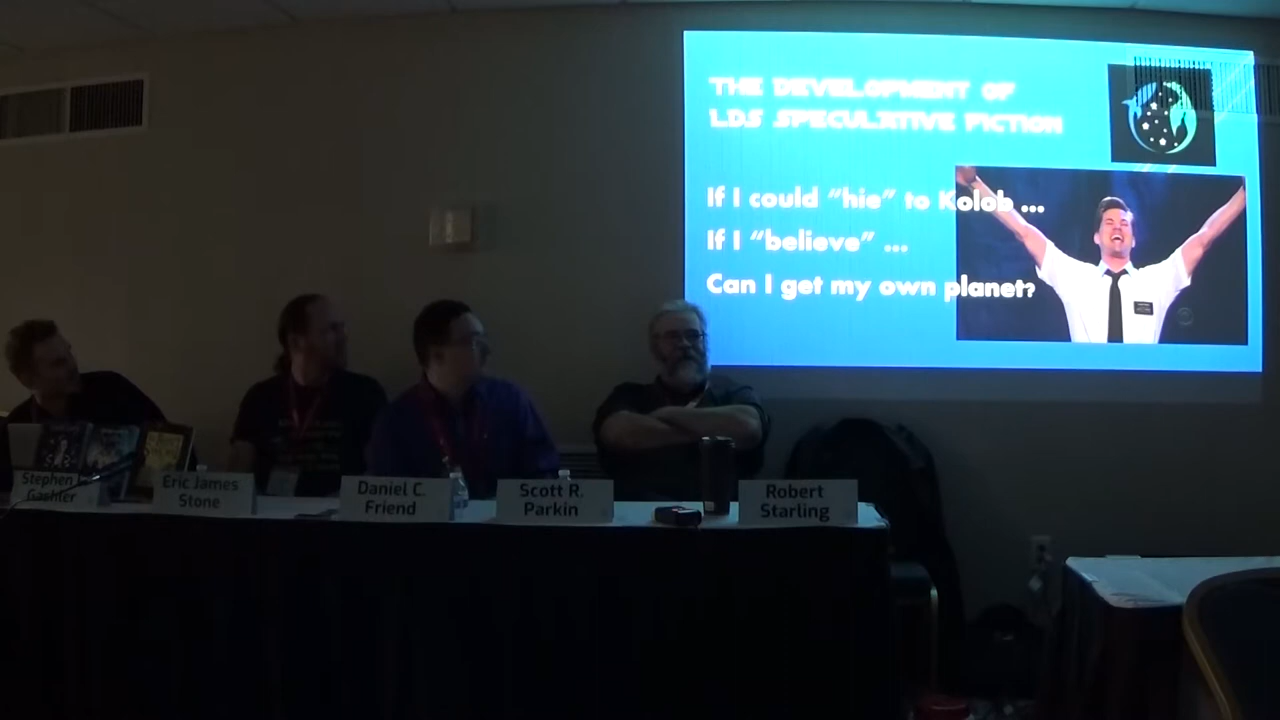 THE DEVELOPMENT OF
LDS SPECULATIVE FICTION
If I could “hie” to Kolob ...
If I “believe” ...
Can I get my own planet?
Stephen
Gashler
Eric James
Stone
Daniel C.
Friend
Scott R.
Parkin
Robert
Starling